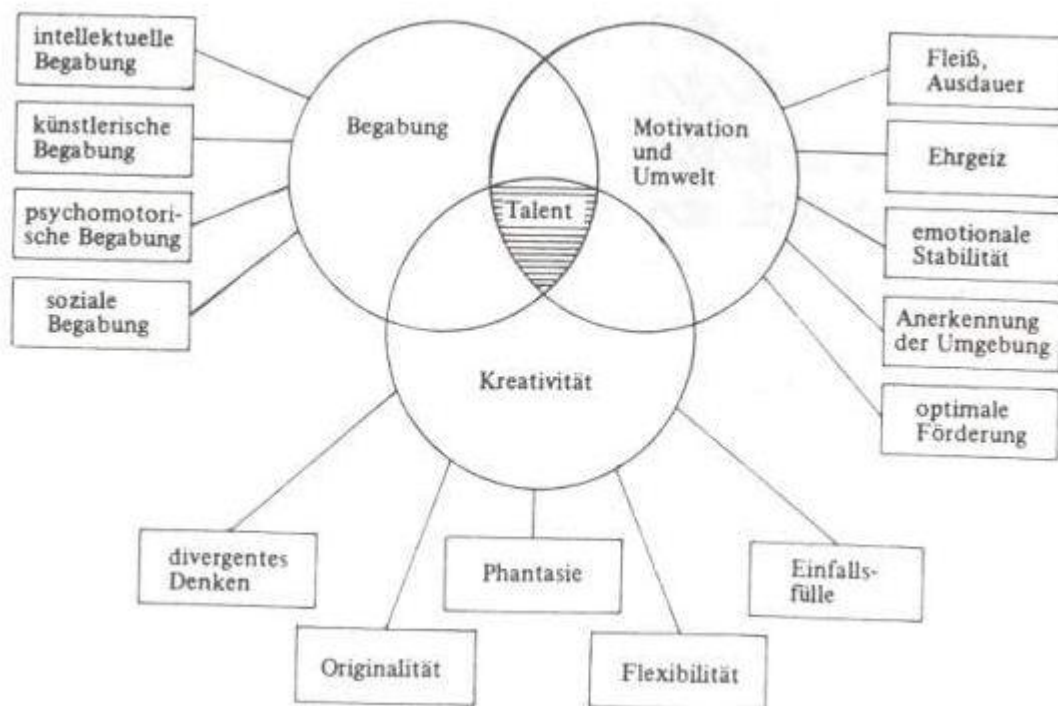 intellektuelle
Begabung
künstlerische
Begabung
psychomotori-
sche Begabung
soziale
Begabung
Begabung
Motivation
und
Umwelt
Talent
Kreativität
Fleiß,
Ausdauer
Ehrgeiz
emotionale
Stabilität
Anerkennung
der Umgebung
optimale
Förderung
divergentes
Denken
Originalität
Phantasie
Flexibilität
Einfalls-
fülle